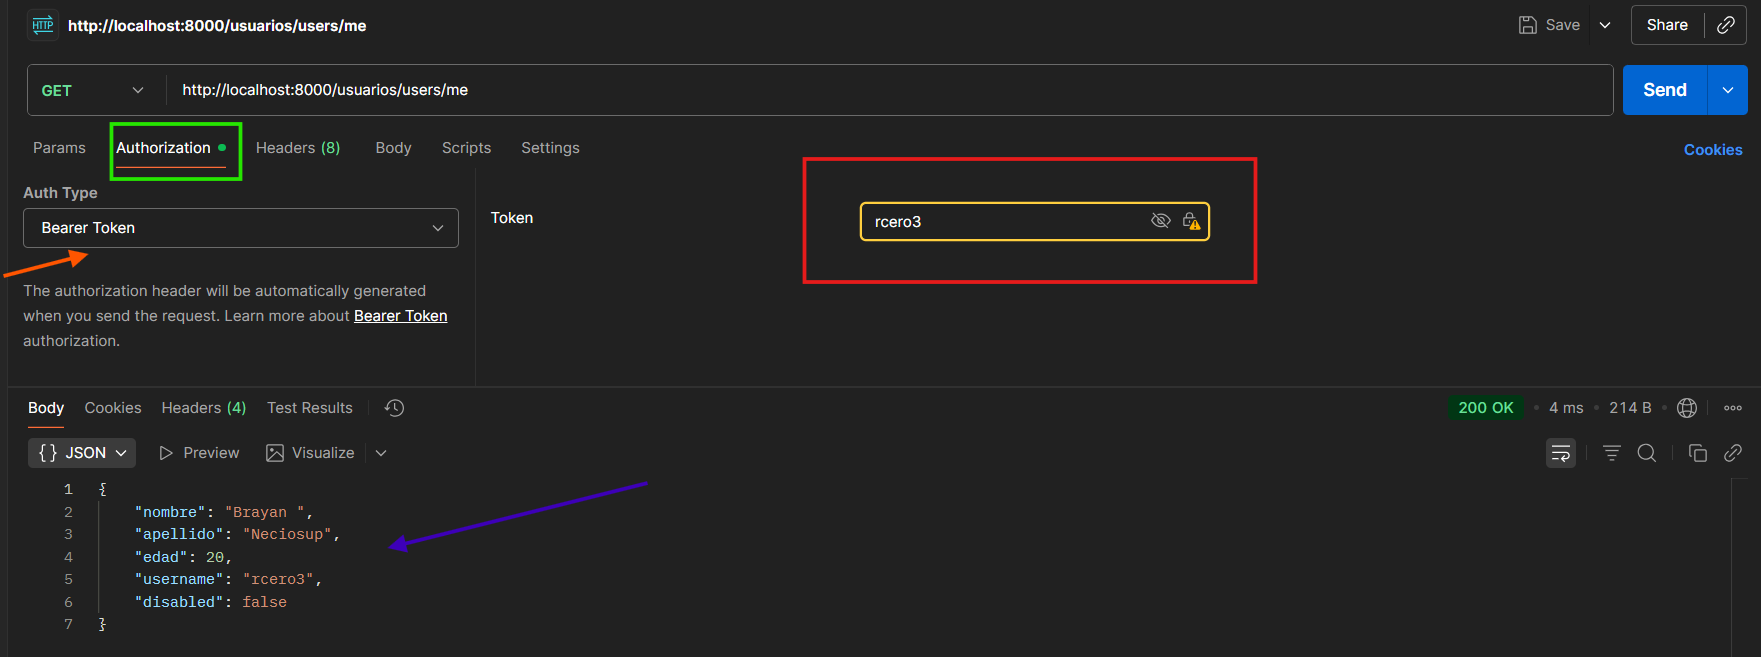 HTTP http://localhost:8000/usuarios/users/me Save Share
GET http://localhost:8000/usuarios/users/me Send
Params Authorization Headers (8) Body Scripts Settings Cookies
Auth Type
Bearer Token
Token rcero3
The authorization header will be automatically generated
when you send the request. Learn more about Bearer Token
authorization.
Body Cookies Headers (4) Test Results 200 OK • 4 ms • 214 B •
{ } JSON Preview Visualize
1 {
2 "nombre": "Brayan ",
3 "apellido": "Neciosup",
4 "edad": 20,
5 "username": "rcero3",
6 "disabled": false
7 }